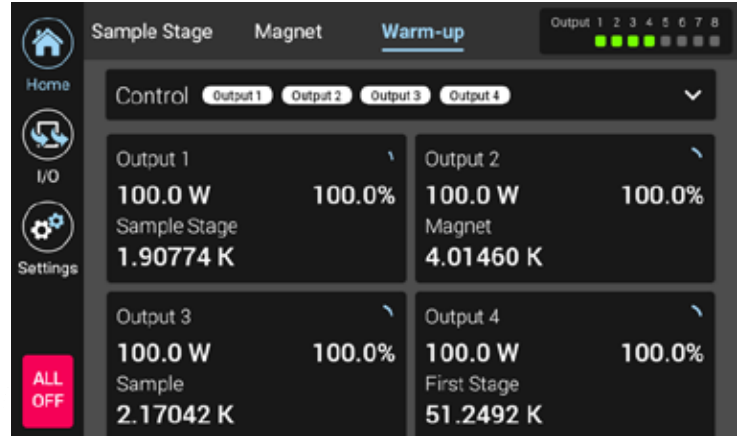 Sample Stage Magnet Warm-up Output 1 2 3 4 5 6 7 8
Home
Control Output 1 Output 2 Output 3 Output 4
I/O
Output 1
100.0 W 100.0%
Sample Stage
1.90774 K
Output 2
100.0 W 100.0%
Magnet
4.01460 K
Settings
Output 3
100.0 W 100.0%
Sample
2.17042 K
Output 4
100.0 W 100.0%
First Stage
51.2492 K
ALL
OFF